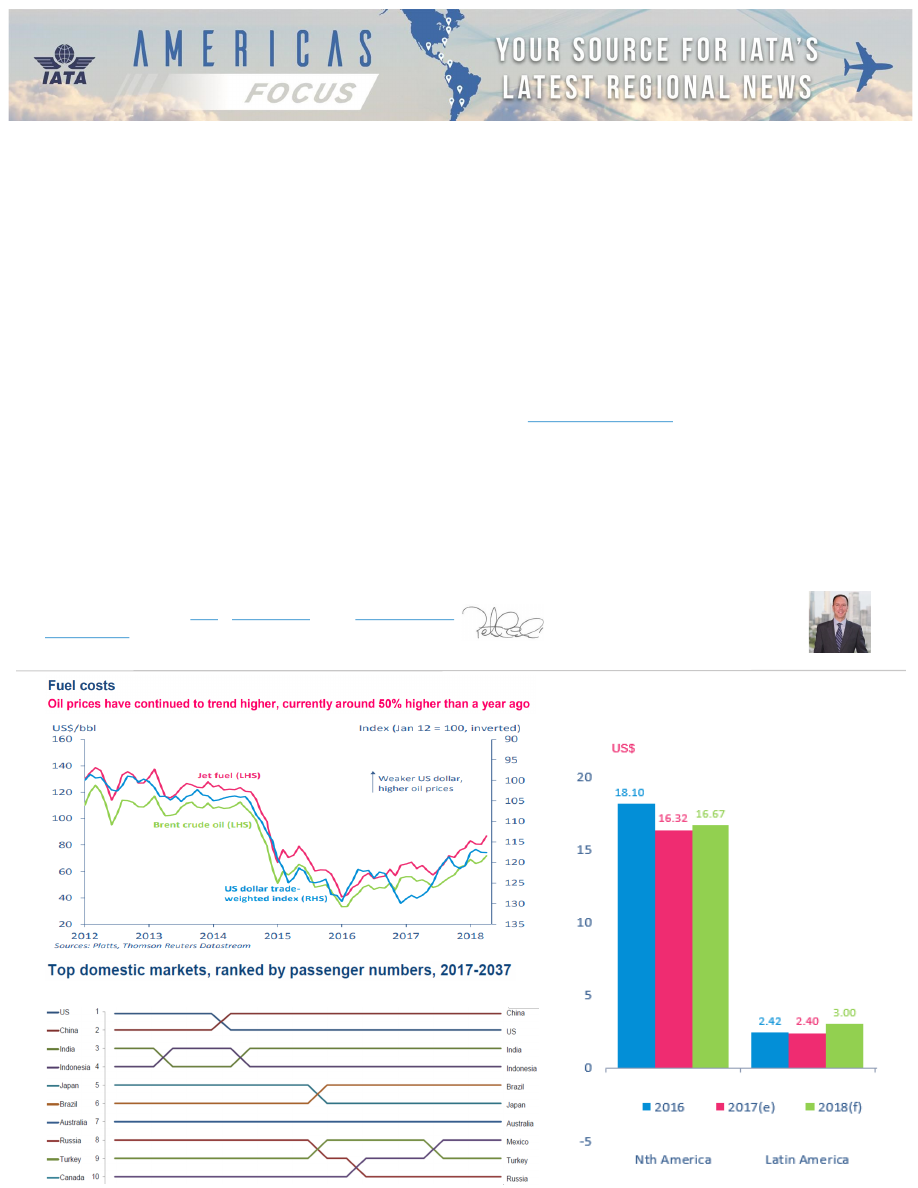 IATA
AMERICAS
FOCUS
YOUR SOURCE FOR IATA'S
LATEST REGIONAL NEWS
Fuel costs
Oil prices have continued to trend higher, currently around 50% higher than a year ago
US$/bbl
Index (Jan 12 = 100, inverted)
160
140
120
100
80
60
40
20
90
95
100
105
110
115
120
125
130
135
Jet fuel (LHS)
Weaker US dollar,
higher oil prices
Brent crude oil (LHS)
US dollar trade-
weighted index (RHS)
2012 2013 2014 2015 2016 2017 2018
Sources: Platts, Thomson Reuters Datastream
Top domestic markets, ranked by passenger numbers, 2017-2037
US 1 China
China 2 US
India 3 India
Indonesia 4 Indonesia
Japan 5 Brazil
Brazil 6 Japan
Australia 7 Australia
Russia 8 Mexico
Turkey 9 Turkey
Canada 10 Russia
US$
20
15
10
5
0
-5
18.10
16.32
16.67
2.42
2.40
3.00
2016 2017(e) 2018(f)
Nth America Latin America